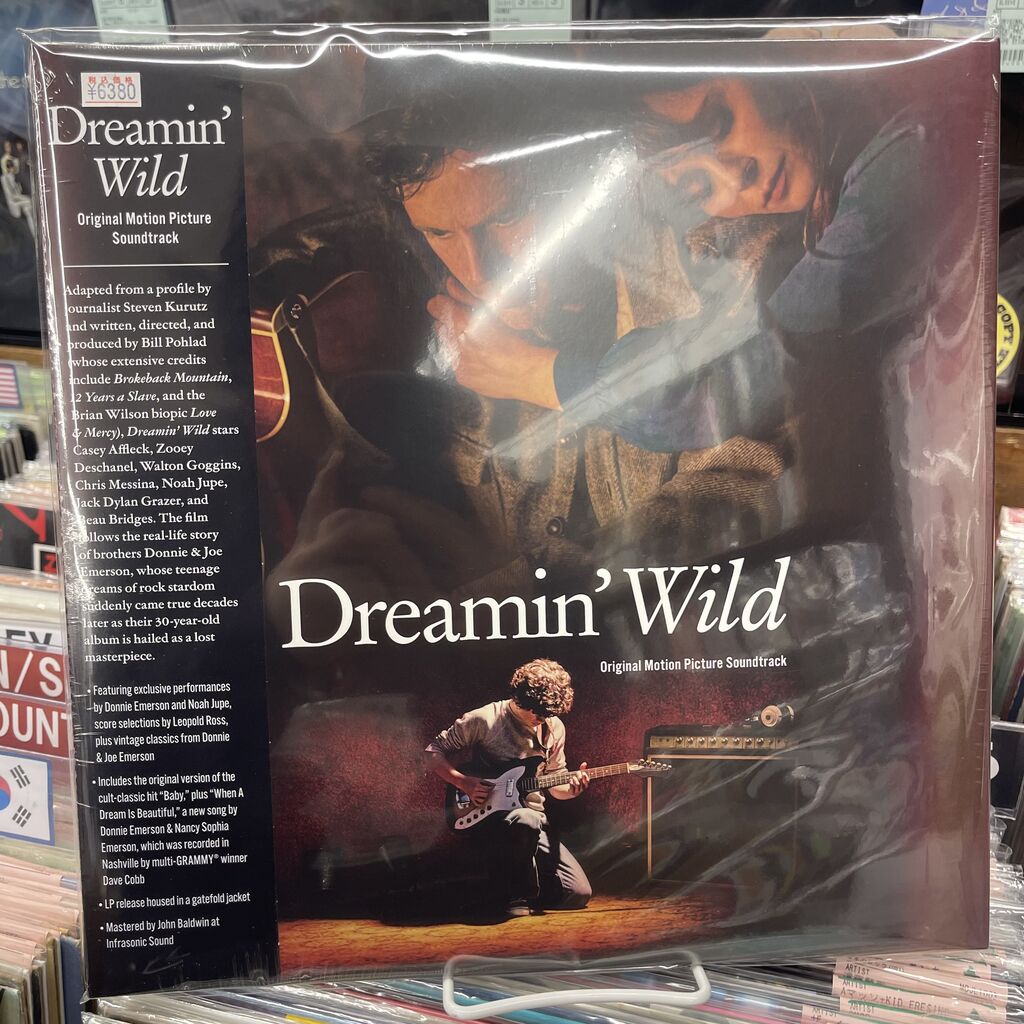 税込価格
¥6380
Dreamin'
Wild
Original Motion Picture
Soundtrack
Adapted from a profile by
ournalist Steven Kurutz
and written, directed, and
produced by Bill Pohlad
(whose extensive credits
include Brokeback Mountain,
12 Years a Slave, and the
Brian Wilson biopic Love
& Mercy), Dreamin' Wild stars
Casey Affleck, Zooey
Deschanel, Walton Goggins,
Chris Messina, Noah Jupe,
Jack Dylan Grazer, and
Beau Bridges. The film
follows the real-life story
of brothers Donnie & Joe
Emerson, whose teenage
dreams of rock stardom
suddenly came true decades
later as their 30-year-old
album is hailed as a lost
masterpiece.
• Featuring exclusive performances
by Donnie Emerson and Noah Jupe,
score selections by Leopold Ross,
plus vintage classics from Donnie
& Joe Emerson
• Includes the original version of the
cult-classic hit "Baby," plus "When A
Dream Is Beautiful," a new song by
Donnie Emerson & Nancy Sophia
Emerson, which was recorded in
Nashville by multi-GRAMMY® winner
Dave Cobb
• LP release housed in a gatefold jacket
• Mastered by John Baldwin at
Infrasonic Sound
Dreamin' Wild
Original Motion Picture Soundtrack
COPY
N/S
OUNT
ARTIST
ARTIST
ARTIST